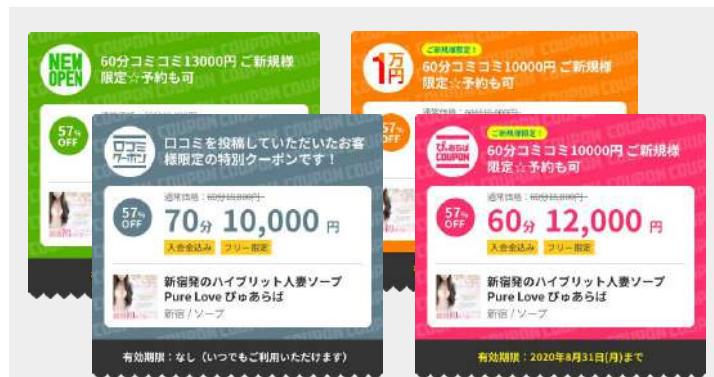 NEW
OPEN
60分コミコミ13000円 ご新規様
限定☆予約も可
57%
OFF
1万円
ご新規様限定！
60分コミコミ10000円 ご新規様
限定☆予約も可
57%
OFF
口コミ
クーポン
口コミを投稿していただいたお客
様限定の特別クーポンです！
57%
OFF
通常価格：
70分 10,000 円
入会金込み フリー限定
新宿発のハイブリット人妻ソープ
Pure Love ぴゅあらば
新宿 / ソープ
有効期限：なし（いつでもご利用いただけます）
ぴゅあらば
COUPON
ご新規様限定！
60分コミコミ10000円 ご新規様
限定☆予約も可
57%
OFF
通常価格：
60分 12,000 円
入会金込み フリー限定
新宿発のハイブリット人妻ソープ
Pure Love ぴゅあらば
新宿 / ソープ
有効期限：2020年8月31日(月)まで